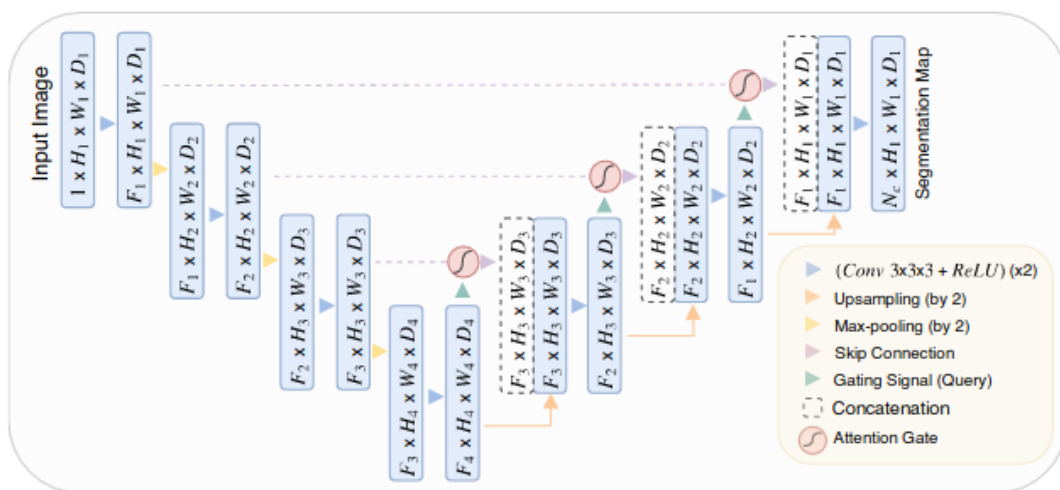 Input Image
1 x H₁ x W₁ x D₁
F₁ x H₁ x W₁ x D₁
F₁ x H₂ x W₂ x D₂
F₂ x H₂ x W₂ x D₂
F₂ x H₃ x W₃ x D₃
F₃ x H₃ x W₃ x D₃
F₃ x H₄ x W₄ x D₄
F₄ x H₄ x W₄ x D₄
F₃ x H₃ x W₃ x D₃
F₃ x H₃ x W₃ x D₃
F₂ x H₃ x W₃ x D₃
F₂ x H₂ x W₂ x D₂
F₂ x H₂ x W₂ x D₂
F₁ x H₂ x W₂ x D₂
F₁ x H₁ x W₁ x D₁
F₁ x H₁ x W₁ x D₁
N_c x H₁ x W₁ x D₁
Segmentation Map
(Conv 3x3x3 + ReLU) (x2)
Upsampling (by 2)
Max-pooling (by 2)
Skip Connection
Gating Signal (Query)
Concatenation
Attention Gate